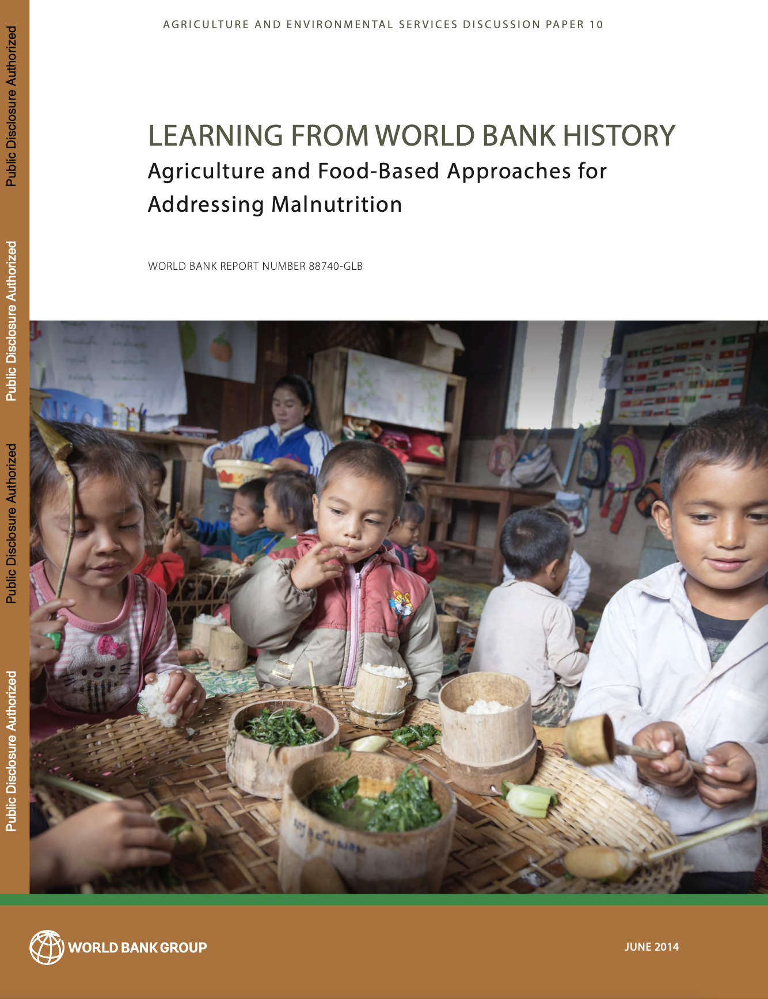 AGRICULTURE AND ENVIRONMENTAL SERVICES DISCUSSION PAPER 10
LEARNING FROM WORLD BANK HISTORY
Agriculture and Food-Based Approaches for
Addressing Malnutrition
WORLD BANK REPORT NUMBER 88740-GLB
Public Disclosure Authorized
Public Disclosure Authorized
Public Disclosure Authorized
Public Disclosure Authorized
WORLD BANK GROUP
JUNE 2014